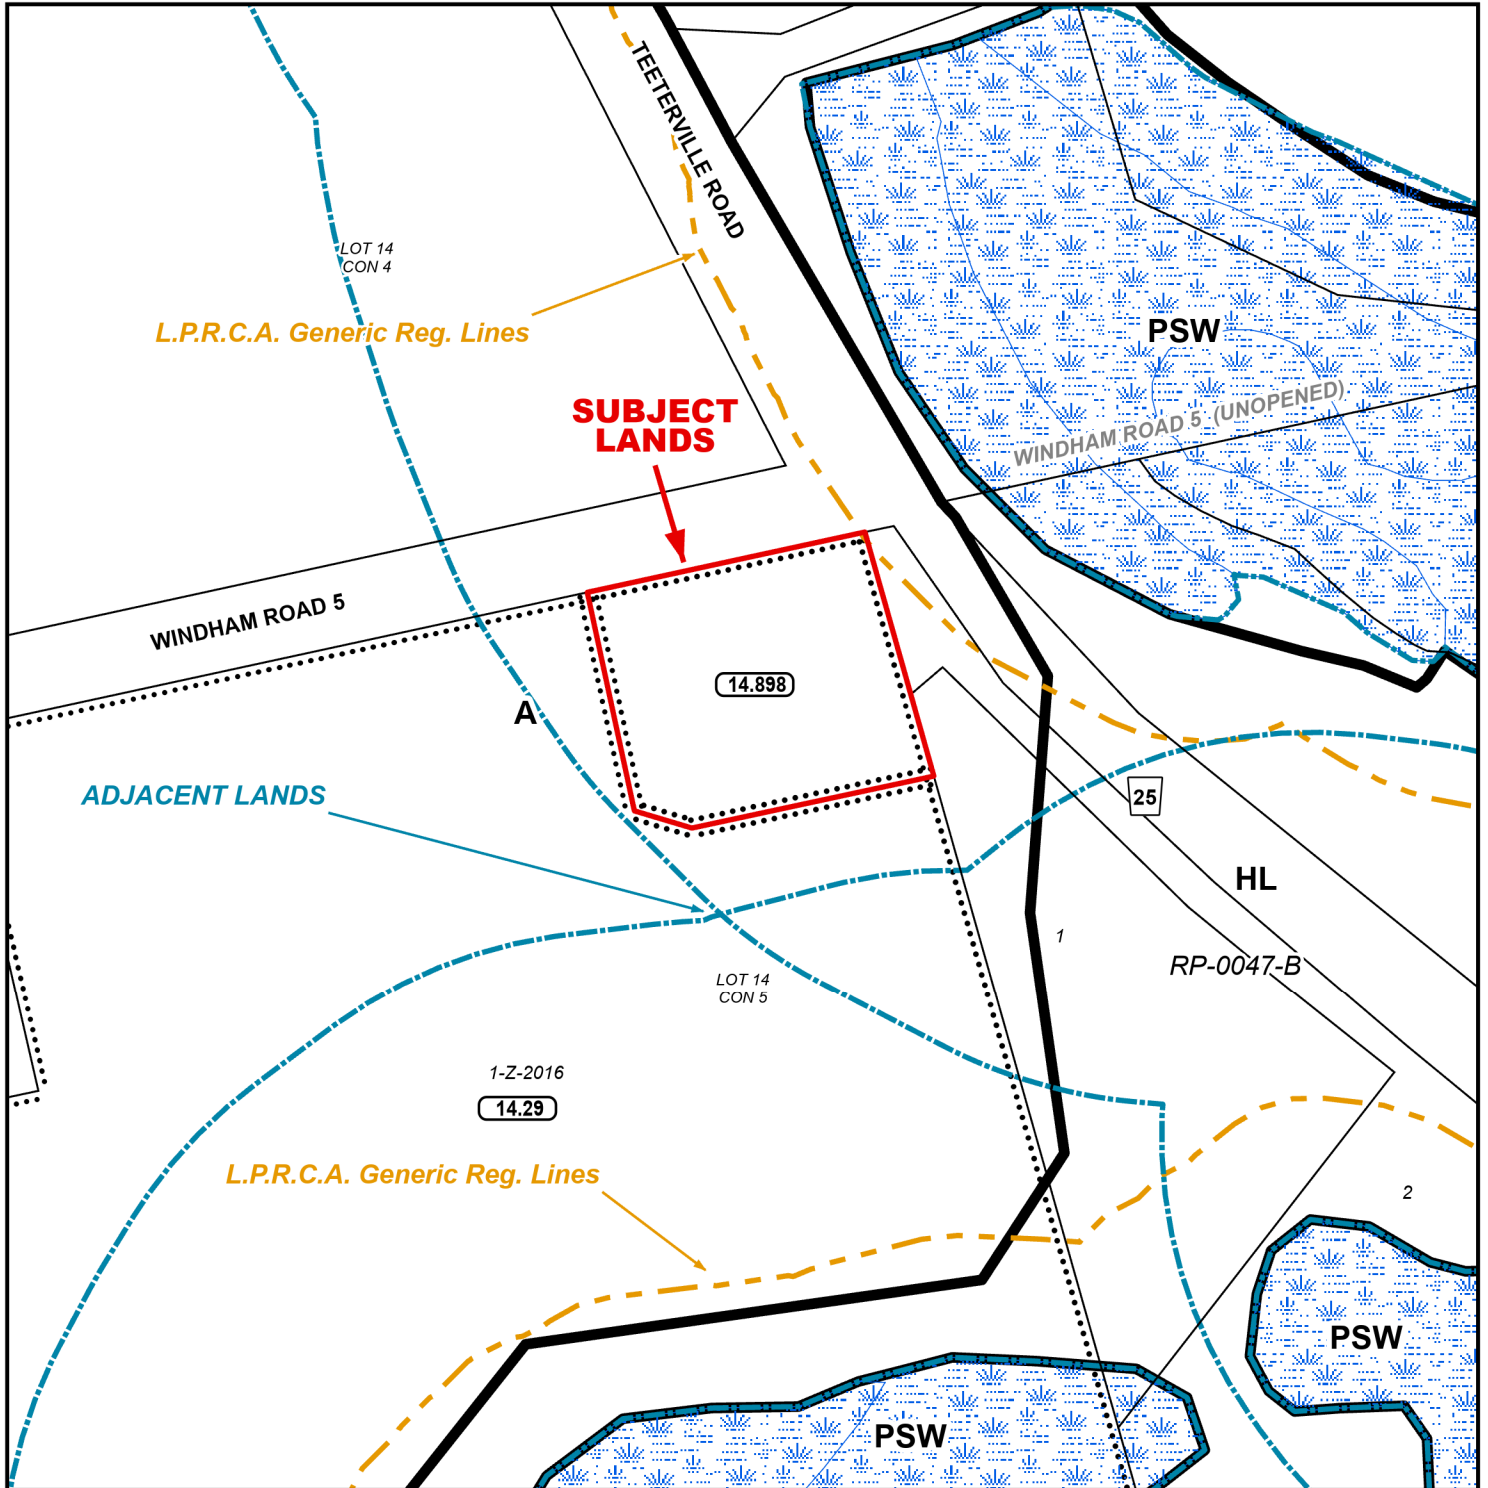 TEETERVILLE ROAD
LOT 14
CON 4
L.P.R.C.A. Generic Reg. Lines
PSW
SUBJECT
LANDS
WINDHAM ROAD 5 (UNOPENED)
WINDHAM ROAD 5
14.898
A
ADJACENT LANDS
25
HL
1
RP-0047-B
LOT 14
CON 5
1-Z-2016
14.29
L.P.R.C.A. Generic Reg. Lines
2
PSW
PSW